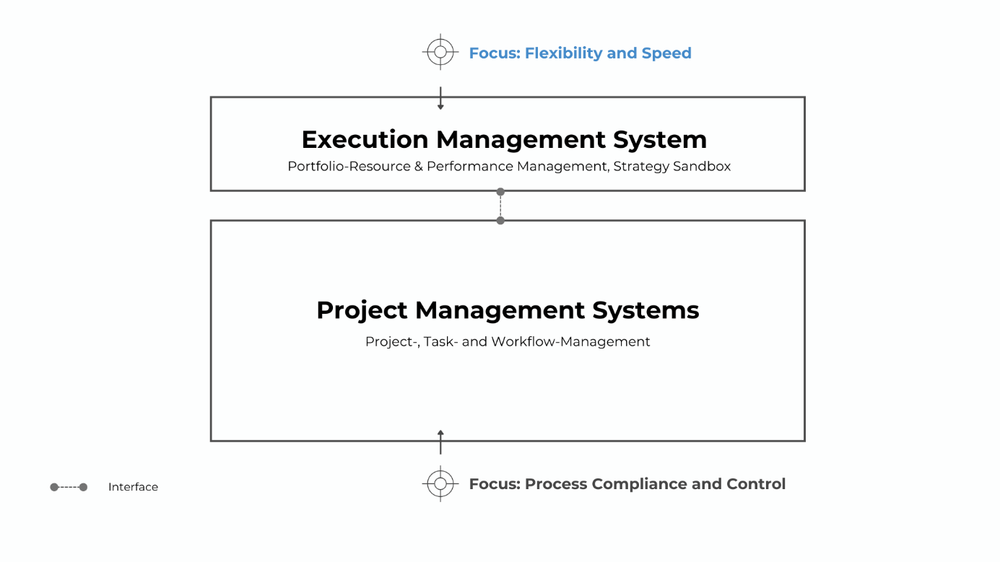 Focus: Flexibility and Speed
Execution Management System
Portfolio-Resource & Performance Management, Strategy Sandbox
Project Management Systems
Project-, Task- and Workflow-Management
Focus: Process Compliance and Control
Interface